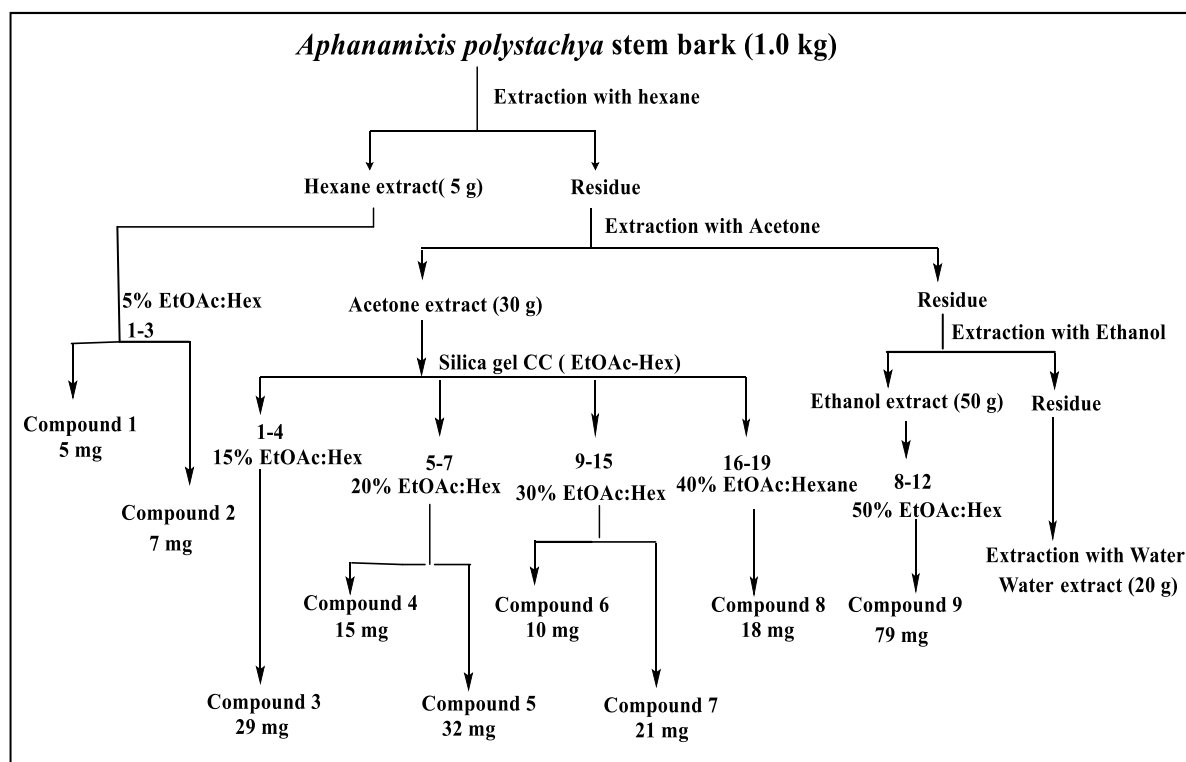 Aphanamixis polystachya stem bark (1.0 kg)
Extraction with hexane
Hexane extract( 5 g)
Residue
Extraction with Acetone
5% EtOAc:Hex
1-3
Acetone extract (30 g)
Residue
Extraction with Ethanol
Silica gel CC ( EtOAc-Hex)
Compound 1
5 mg
Compound 2
7 mg
1-4
15% EtOAc:Hex
5-7
20% EtOAc:Hex
9-15
30% EtOAc:Hex
16-19
40% EtOAc:Hexane
Ethanol extract (50 g)
Residue
8-12
50% EtOAc:Hex
Extraction with Water
Water extract (20 g)
Compound 4
15 mg
Compound 6
10 mg
Compound 8
18 mg
Compound 9
79 mg
Compound 3
29 mg
Compound 5
32 mg
Compound 7
21 mg